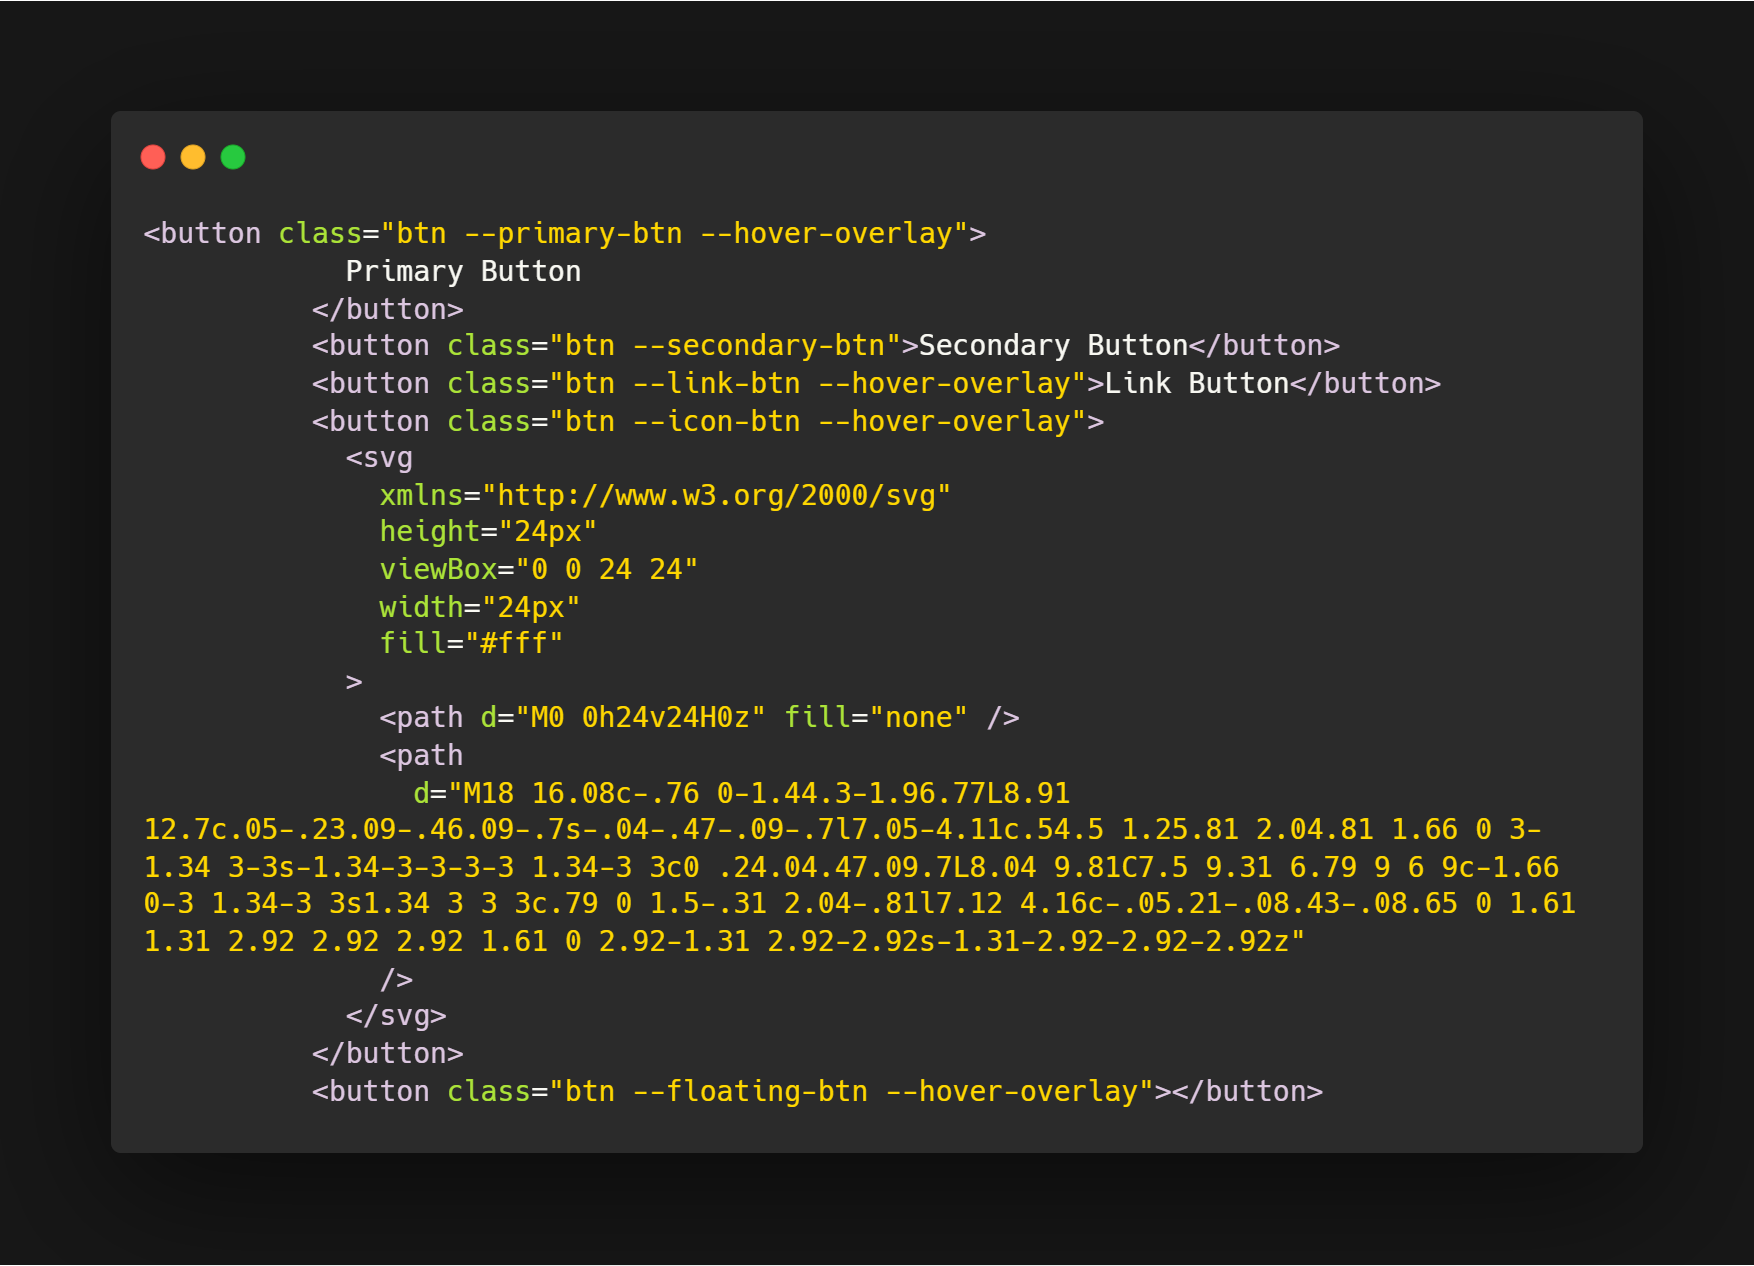 <button class="btn --primary-btn --hover-overlay">
Primary Button
</button>
<button class="btn --secondary-btn">Secondary Button</button>
<button class="btn --link-btn --hover-overlay">Link Button</button>
<button class="btn --icon-btn --hover-overlay">
<svg
xmlns="http://www.w3.org/2000/svg"
height="24px"
viewBox="0 0 24 24"
width="24px"
fill="#fff"
>
<path d="M0 0h24v24H0z" fill="none" />
<path
d="M18 16.08c-.76 0-1.44.3-1.96.77L8.91
12.7c.05-.23.09-.46.09-.7s-.04-.47-.09-.7l7.05-4.11c.54.5 1.25.81 2.04.81 1.66 0 3-
1.34 3-3s-1.34-3-3-3-3 1.34-3 3c0 .24.04.47.09.7L8.04 9.81C7.5 9.31 6.79 9 6 9c-1.66
0-3 1.34-3 3s1.34 3 3 3c.79 0 1.5-.31 2.04-.81l7.12 4.16c-.05.21-.08.43-.08.65 0 1.61
1.31 2.92 2.92 2.92 1.61 0 2.92-1.31 2.92-2.92s-1.31-2.92-2.92-2.92z"
/>
</svg>
</button>
<button class="btn --floating-btn --hover-overlay"></button>